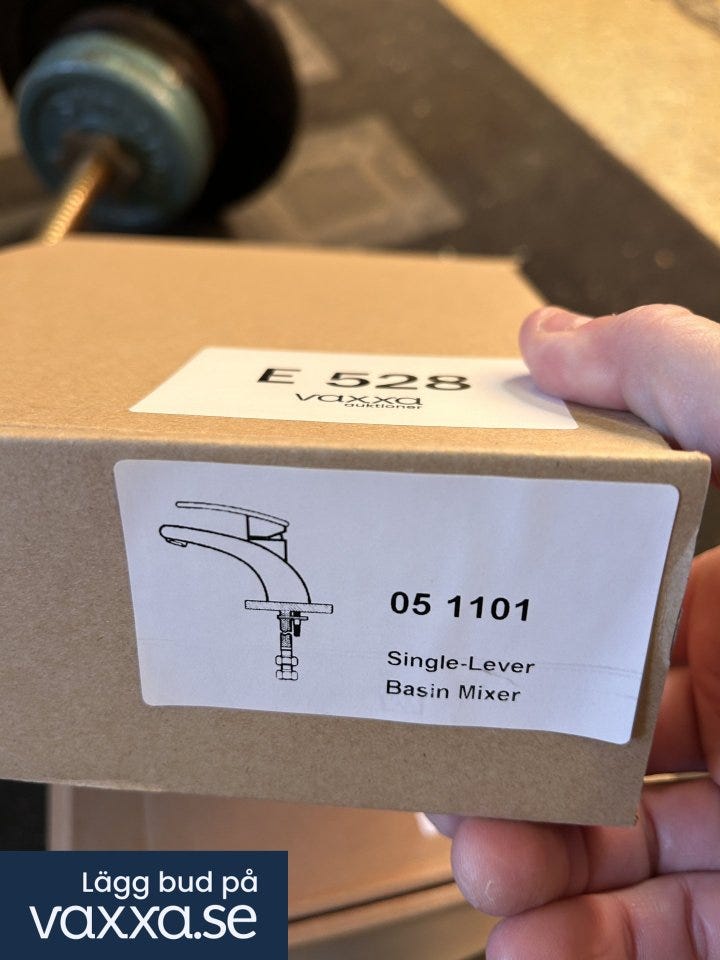 E 528
vaxxa
auktioner
05 1101
Single-Lever
Basin Mixer
Lägg bud på
vaxxa.se